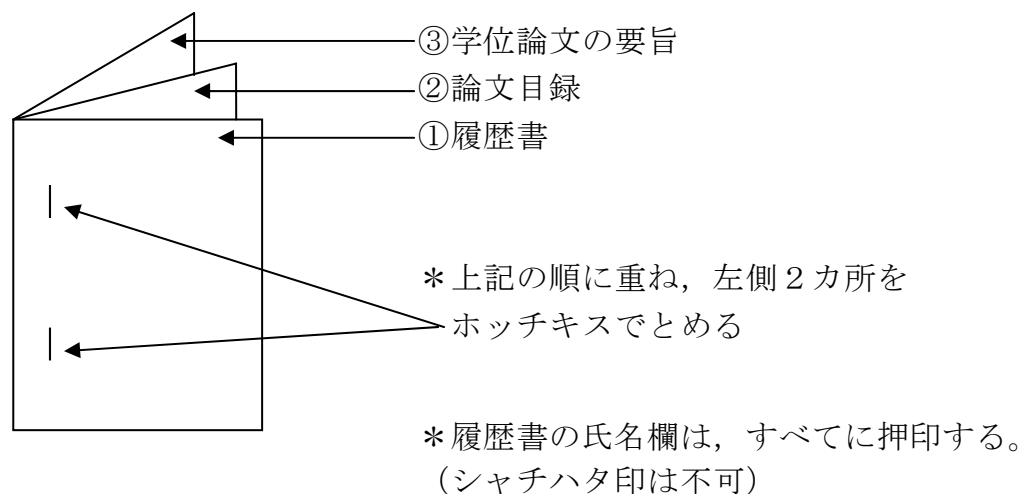 ③学位論文の要旨
②論文目録
①履歴書
＊上記の順に重ね，左側２カ所を
ホッチキスでとめる
＊履歴書の氏名欄は，すべてに押印する。
（シャチハタ印は不可）